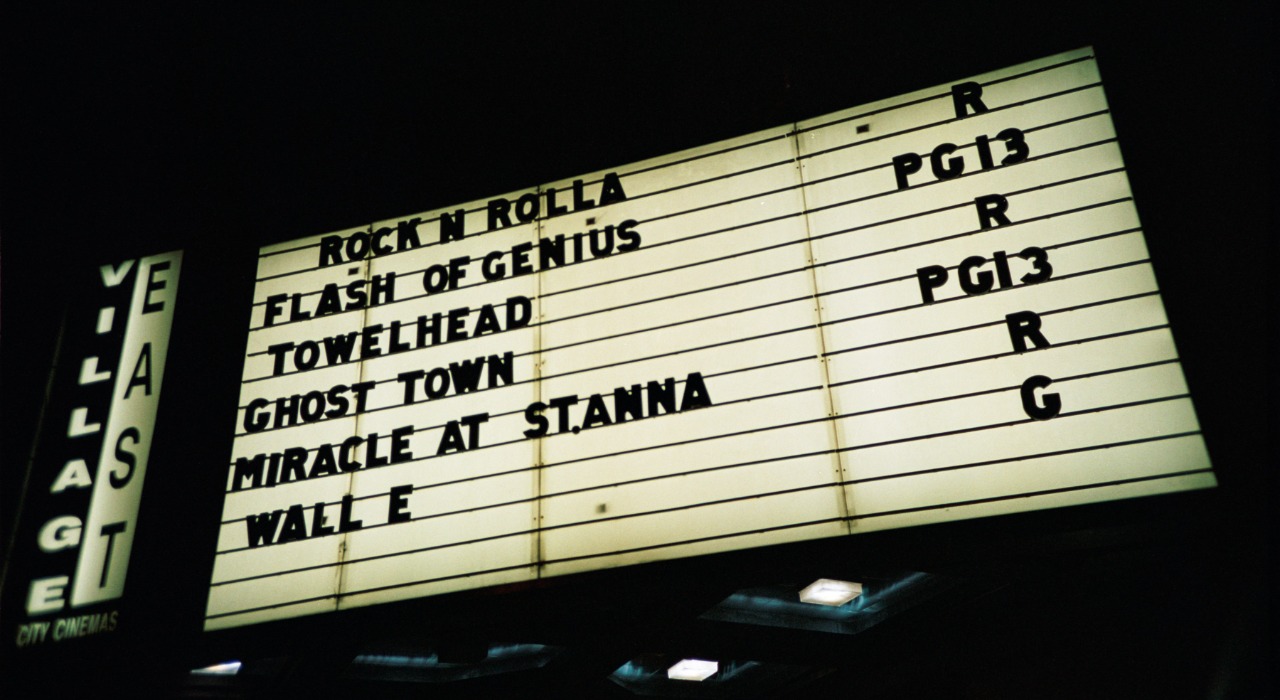 VILLAGE
EAST
CITY CINEMAS
ROCK N ROLLA R
FLASH OF GENIUS PG13
TOWELHEAD R
GHOST TOWN PG13
MIRACLE AT ST.ANNA R
WALL E G